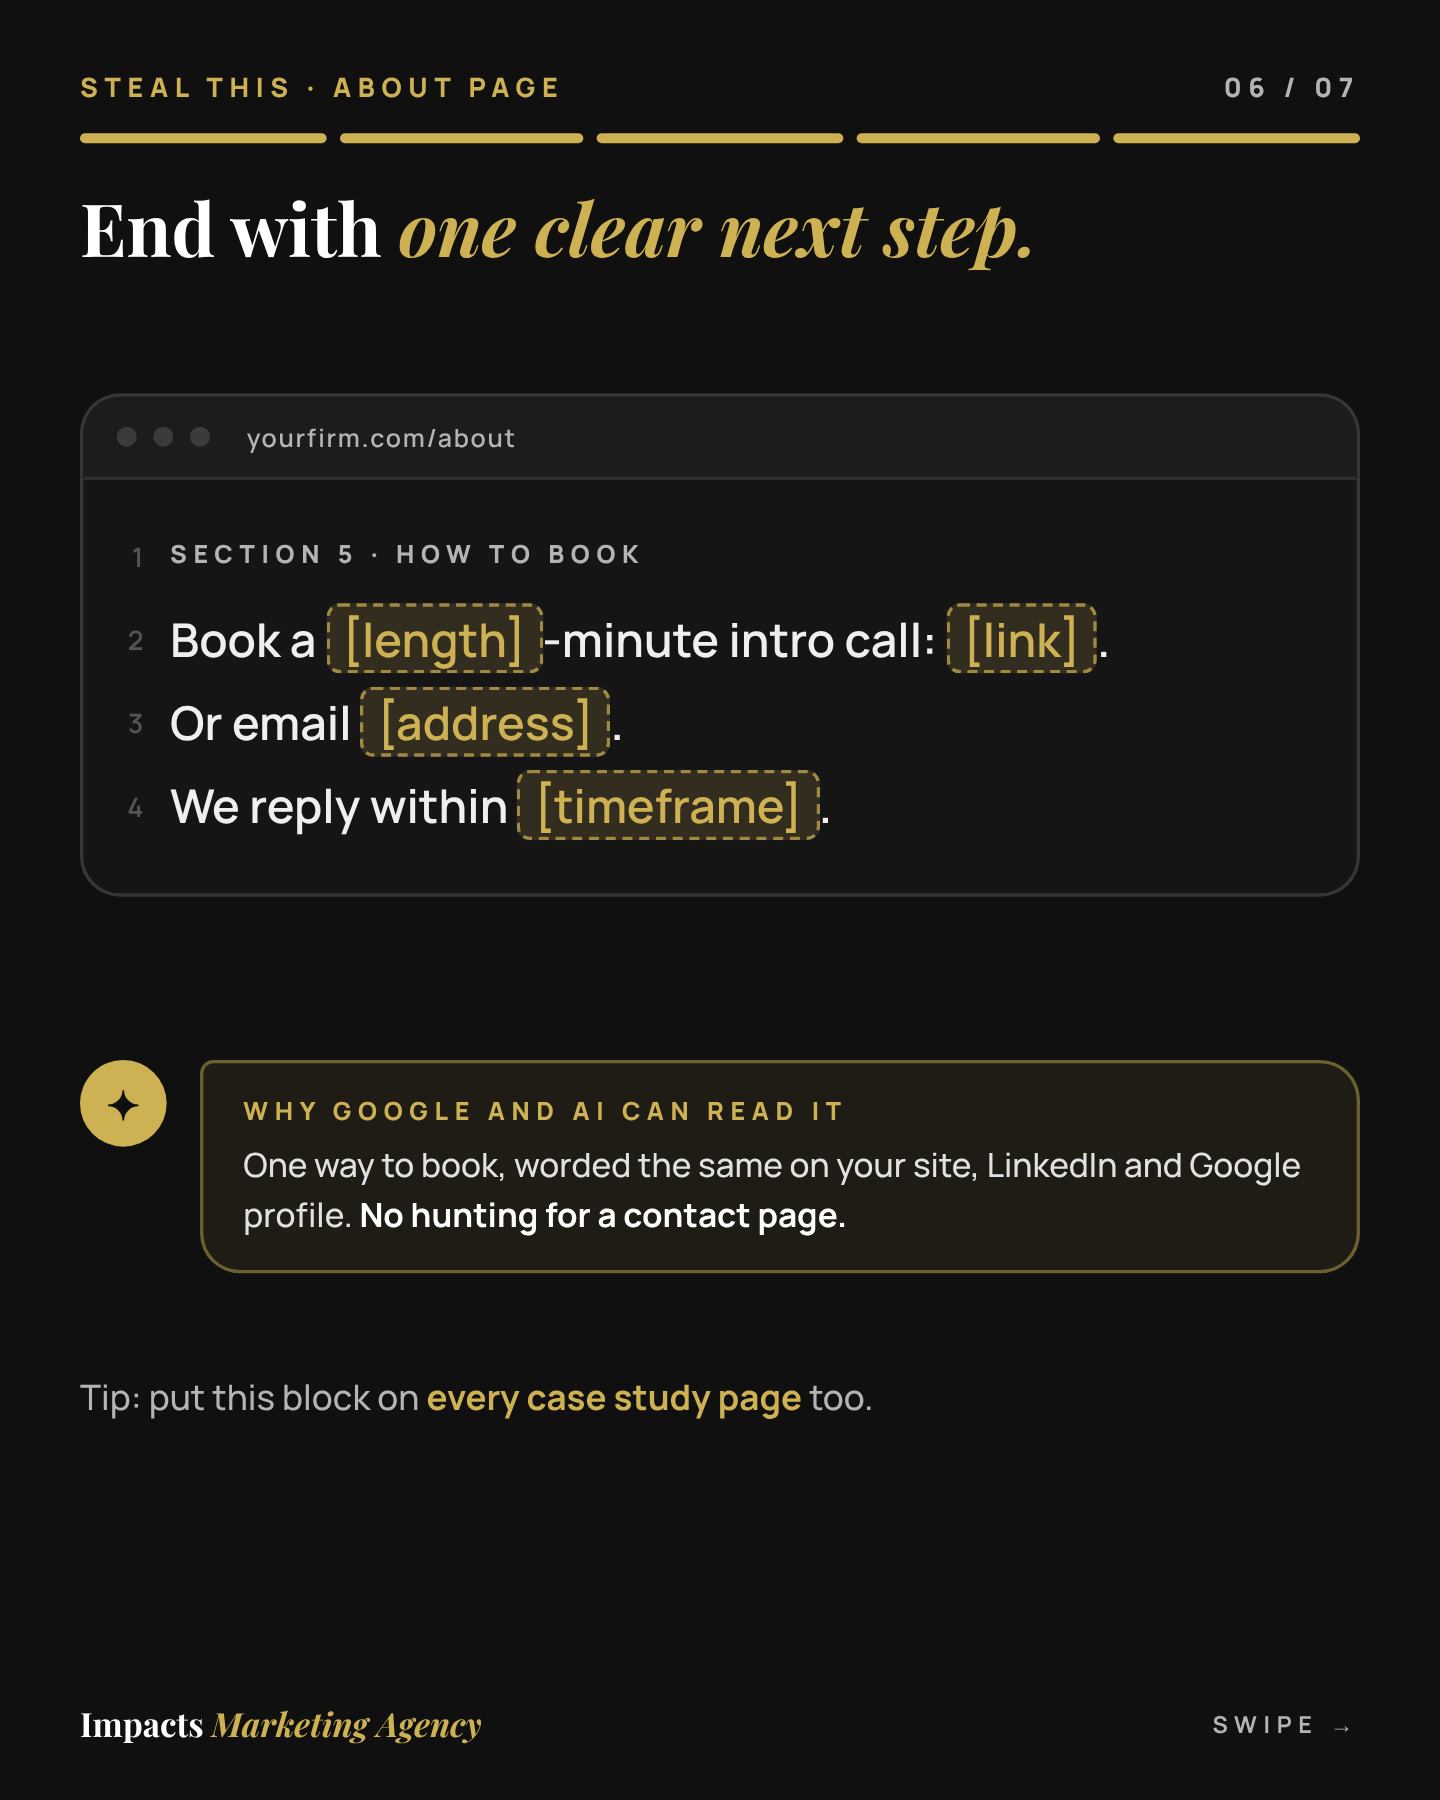 STEAL THIS · ABOUT PAGE
06 / 07
End with one clear next step.
yourfirm.com/about
1 SECTION 5 · HOW TO BOOK
2 Book a [length]-minute intro call: [link].
3 Or email [address].
4 We reply within [timeframe].
WHY GOOGLE AND AI CAN READ IT
One way to book, worded the same on your site, LinkedIn and Google
profile. No hunting for a contact page.
Tip: put this block on every case study page too.
Impacts Marketing Agency
SWIPE →